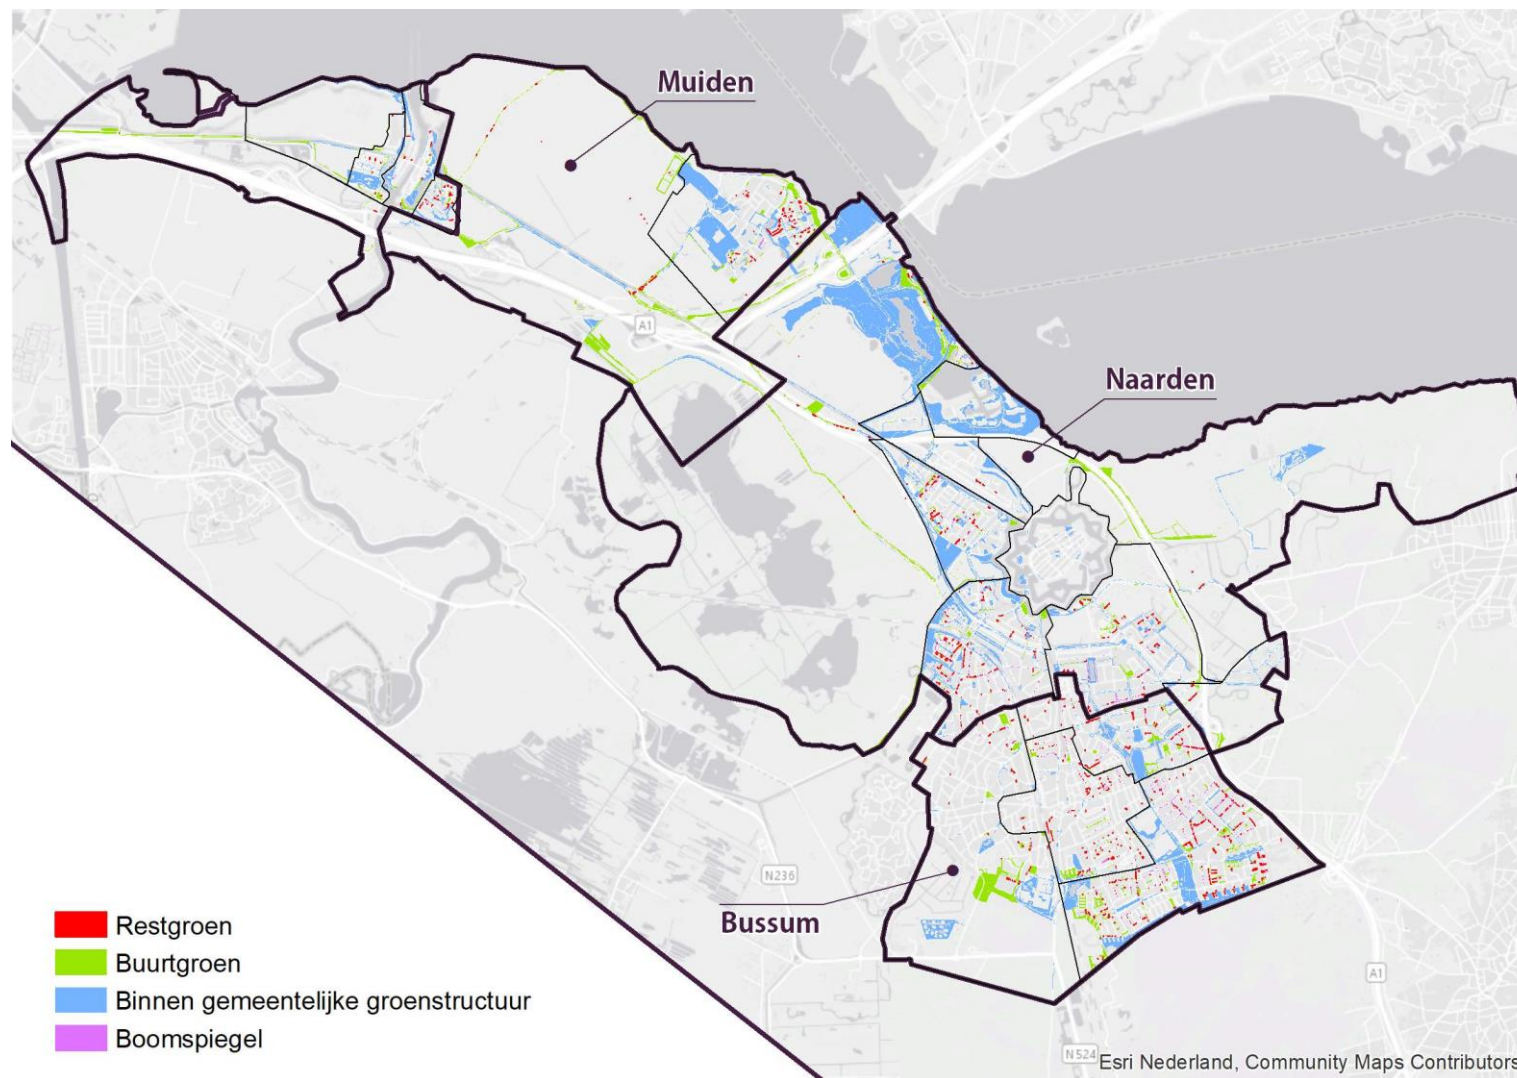 Muiden
A1
Naarden
N236
Bussum
Restgroen
Buurtgroen
Binnen gemeentelijke groenstructuur
Boomspiegel
A1
N524
Esri Nederland, Community Maps Contributors